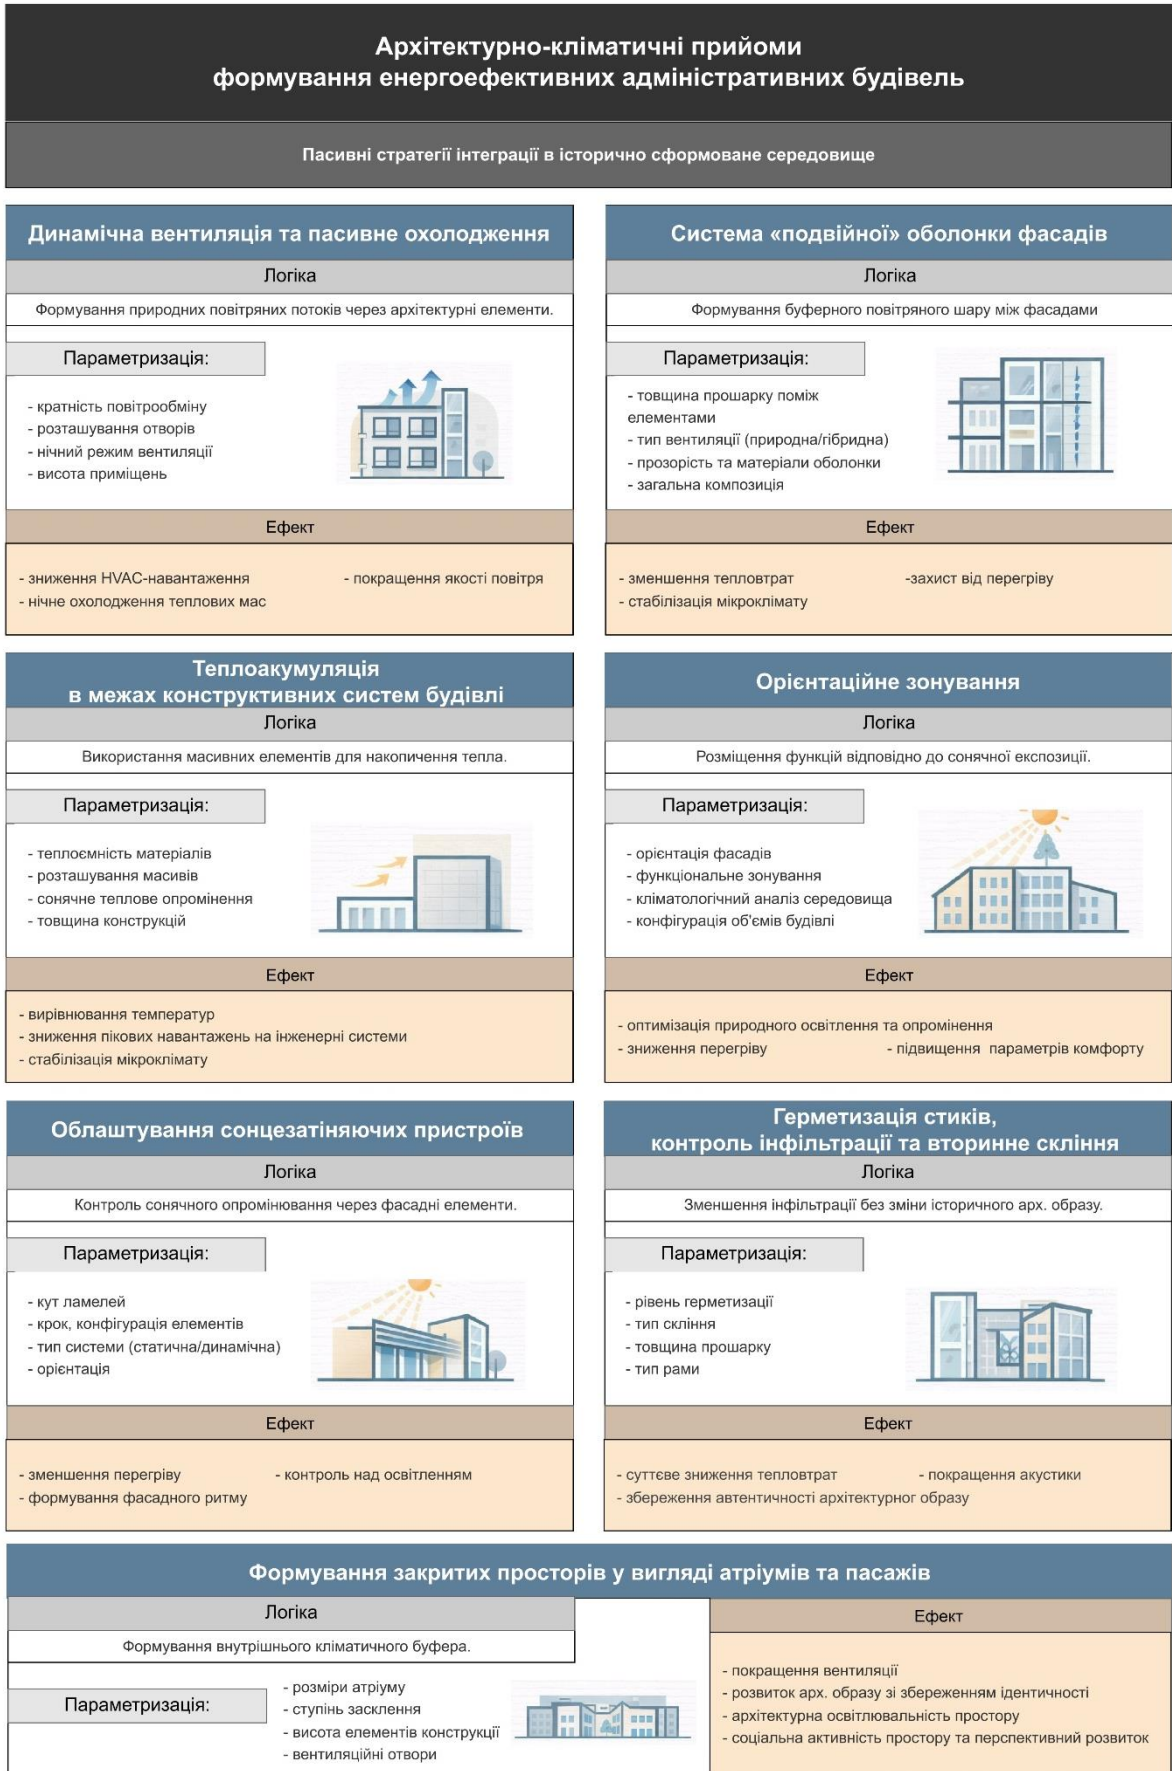 Архітектурно-кліматичні прийоми
формування енергоефективних адміністративних будівель
Пасивні стратегії інтеграції в історично сформоване середовище
Динамічна вентиляція та пасивне охолодження
Логіка
Формування природних повітряних потоків через архітектурні елементи.
Параметризація:
- кратність повітрообміну
- розташування отворів
- нічний режим вентиляції
- висота приміщень
Ефект
- зниження HVAC-навантаження
- покращення якості повітря
- нічне охолодження теплових мас
Система «подвійної» оболонки фасадів
Логіка
Формування буферного повітряного шару між фасадами
Параметризація:
- товщина прошарку поміж
елементами
- тип вентиляції (природна/гібридна)
- прозорість та матеріали оболонки
- загальна композиція
Ефект
- зменшення тепловтрат
-захист від перегріву
- стабілізація мікроклімату
Теплоакумуляція
в межах конструктивних систем будівлі
Логіка
Використання масивних елементів для накопичення тепла.
Параметризація:
- теплоємність матеріалів
- розташування масивів
- сонячне теплове опромінення
- товщина конструкцій
Ефект
- вирівнювання температур
- зниження пікових навантажень на інженерні системи
- стабілізація мікроклімату
Орієнтаційне зонування
Логіка
Розміщення функцій відповідно до сонячної експозиції.
Параметризація:
- орієнтація фасадів
- функціональне зонування
- кліматологічний аналіз середовища
- конфігурація об'ємів будівлі
Ефект
- оптимізація природного освітлення та опромінення
- зниження перегріву
- підвищення параметрів комфорту
Облаштування сонцезатіняючих пристроїв
Логіка
Контроль сонячного опромінювання через фасадні елементи.
Параметризація:
- кут ламелей
- крок, конфігурація елементів
- тип системи (статична/динамічна)
- орієнтація
Ефект
- зменшення перегріву
- контроль над освітленням
- формування фасадного ритму
Герметизація стиків,
контроль інфільтрації та вторинне скління
Логіка
Зменшення інфільтрації без зміни історичного арх. образу.
Параметризація:
- рівень герметизації
- тип скління
- товщина прошарку
- тип рами
Ефект
- суттєве зниження тепловтрат
- покращення акустики
- збереження автентичності архітектурног образу
Формування закритих просторів у вигляді атріумів та пасажів
Логіка
Формування внутрішнього кліматичного буфера.
Параметризація:
- розміри атріуму
- ступінь засклення
- висота елементів конструкції
- вентиляційні отвори
Ефект
- покращення вентиляції
- розвиток арх. образу зі збереженням ідентичності
- архітектурна освітлювальність простору
- соціальна активність простору та перспективний розвиток